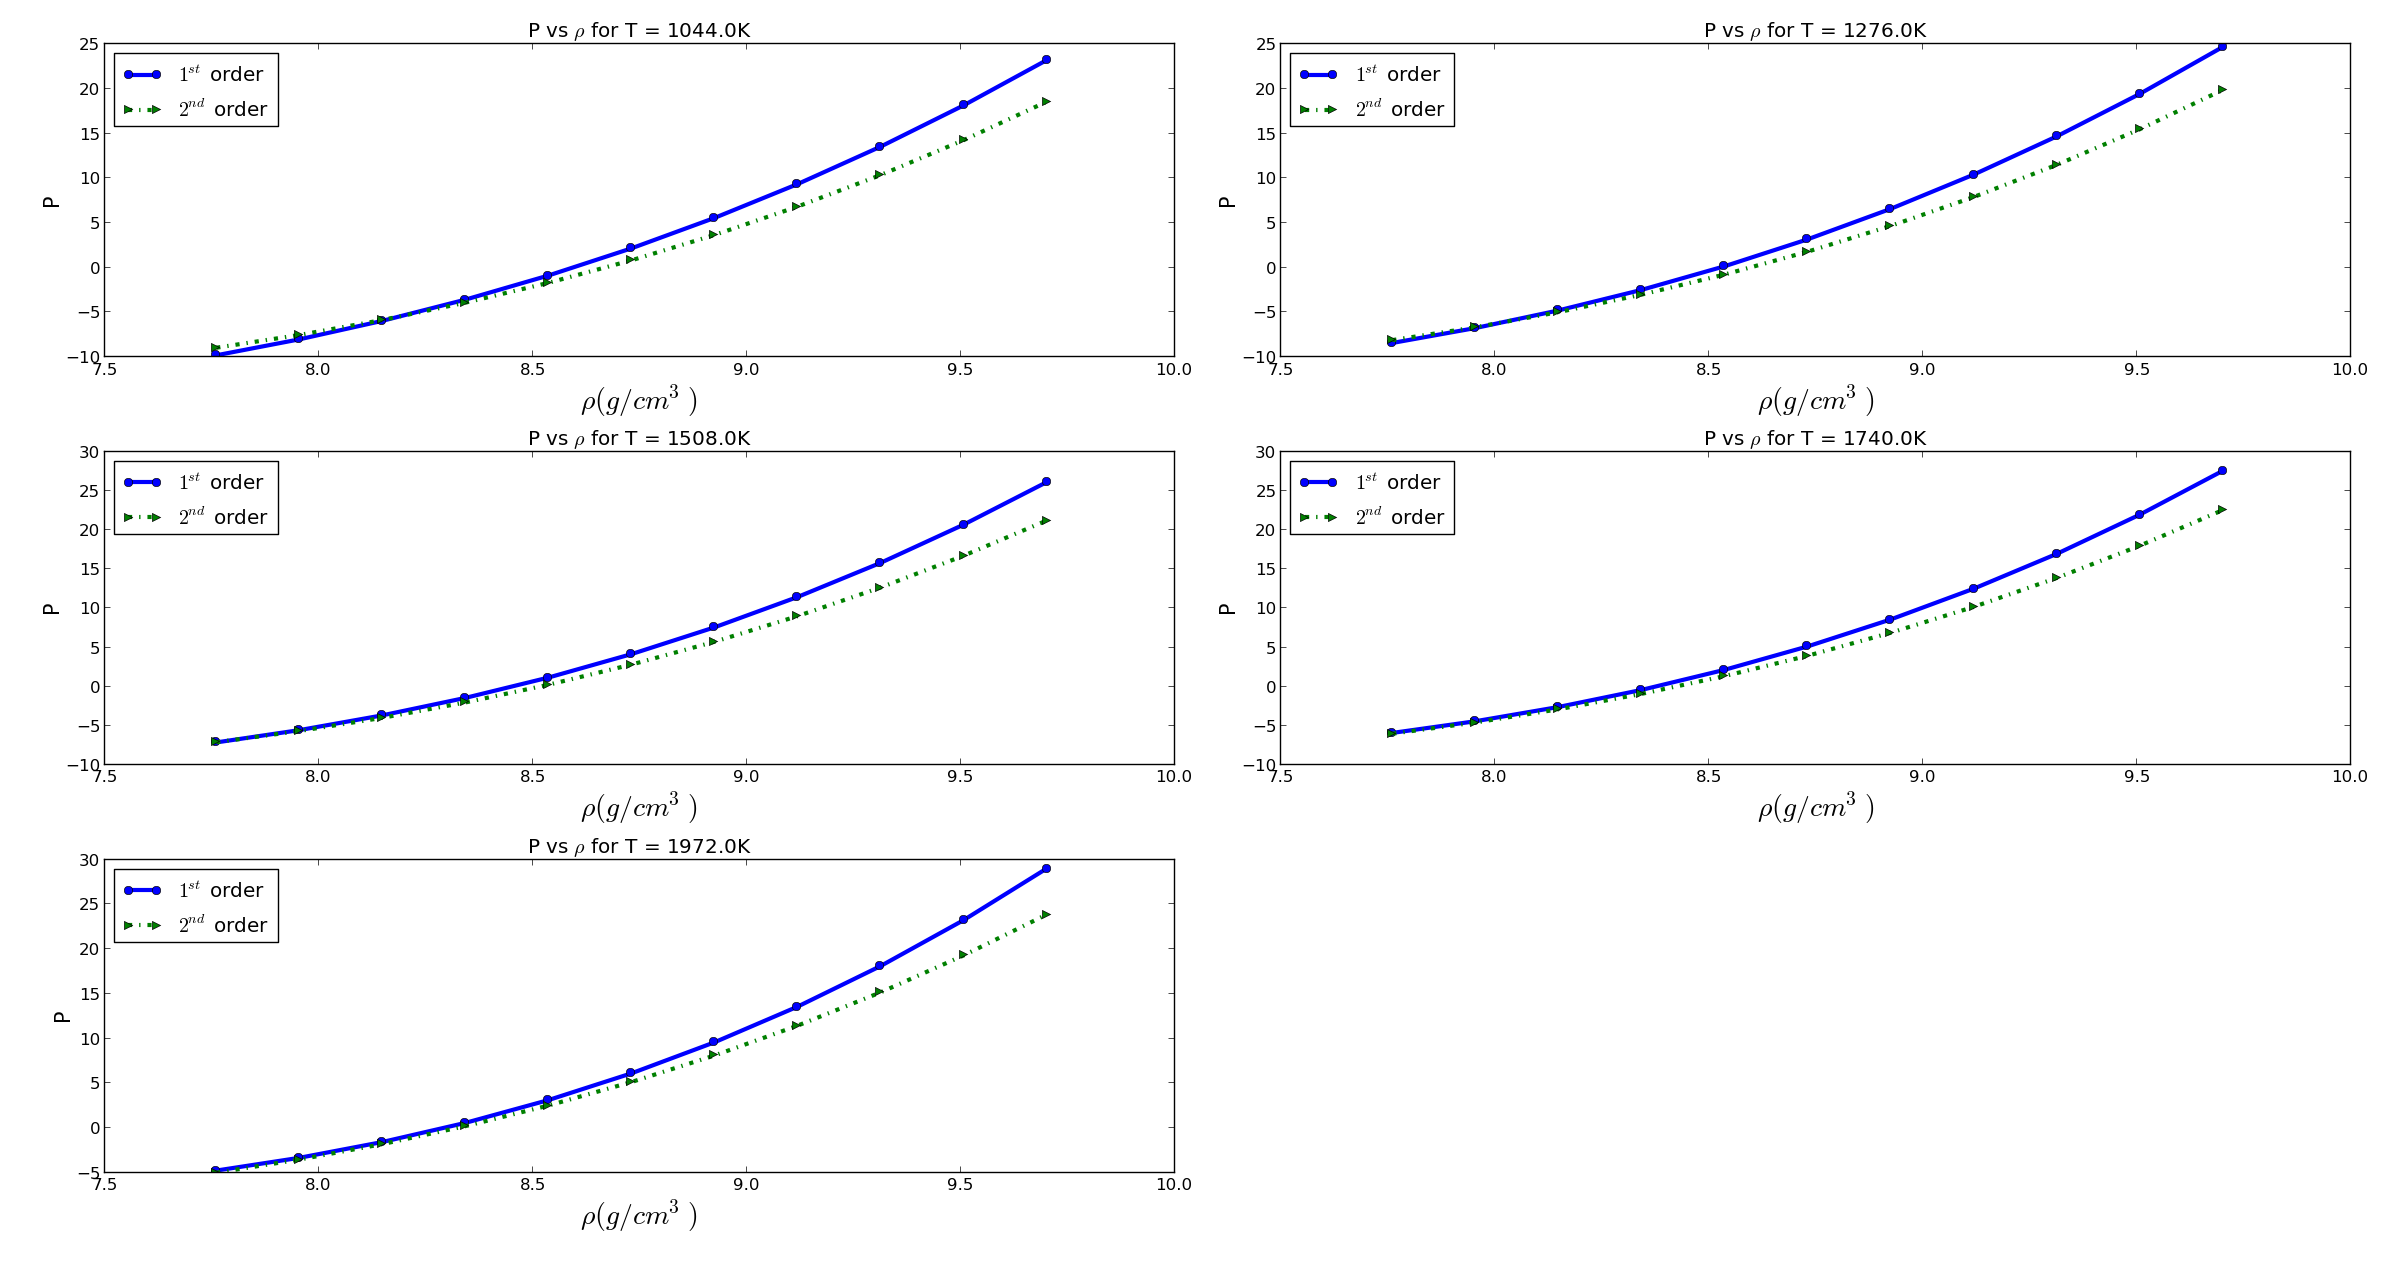 P vs ρ for T = 1044.0K
25
20
15
10
5
0
−5
−10
P
1st order
2nd order
7.5 8.0 8.5 9.0 9.5 10.0
ρ(g/cm³ )
P vs ρ for T = 1276.0K
25
20
15
10
5
0
−5
−10
P
1st order
2nd order
7.5 8.0 8.5 9.0 9.5 10.0
ρ(g/cm³ )
P vs ρ for T = 1508.0K
30
25
20
15
10
5
0
−5
−10
P
1st order
2nd order
7.5 8.0 8.5 9.0 9.5 10.0
ρ(g/cm³ )
P vs ρ for T = 1740.0K
30
25
20
15
10
5
0
−5
−10
P
1st order
2nd order
7.5 8.0 8.5 9.0 9.5 10.0
ρ(g/cm³ )
P vs ρ for T = 1972.0K
30
25
20
15
10
5
0
−5
P
1st order
2nd order
7.5 8.0 8.5 9.0 9.5 10.0
ρ(g/cm³ )